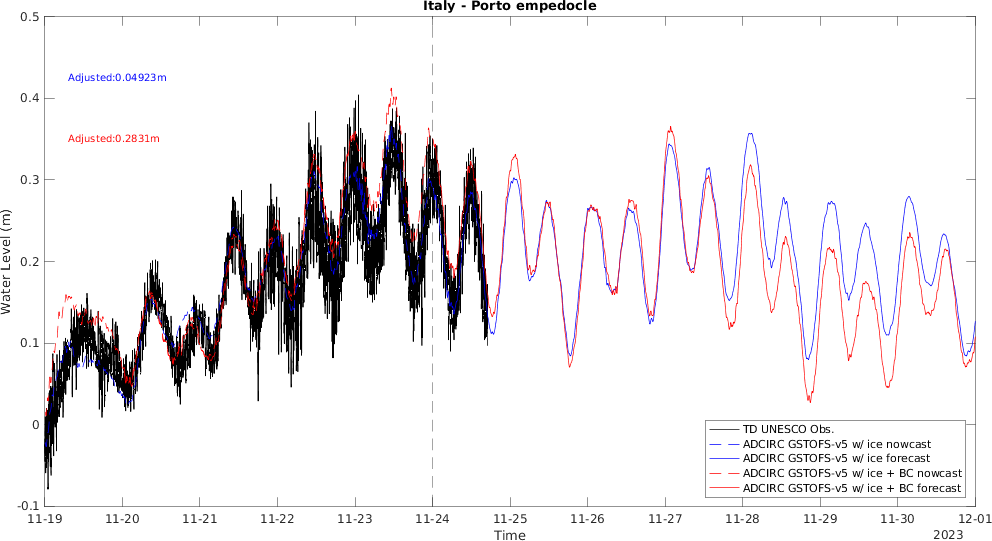 Italy - Porto empedocle
0.5
0.4
0.3
0.2
0.1
0
-0.1
Water Level (m)
Adjusted:0.04923m
Adjusted:0.2831m
TD UNESCO Obs.
ADCIRC GSTOFS-v5 w/ ice nowcast
ADCIRC GSTOFS-v5 w/ ice forecast
ADCIRC GSTOFS-v5 w/ ice + BC nowcast
ADCIRC GSTOFS-v5 w/ ice + BC forecast
11-19 11-20 11-21 11-22 11-23 11-24 11-25 11-26 11-27 11-28 11-29 11-30 12-01
Time
2023